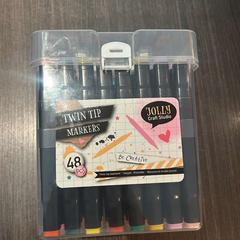 TWIN TIP
MARKERS
JOLLY
Craft Studio
48
Be Creative